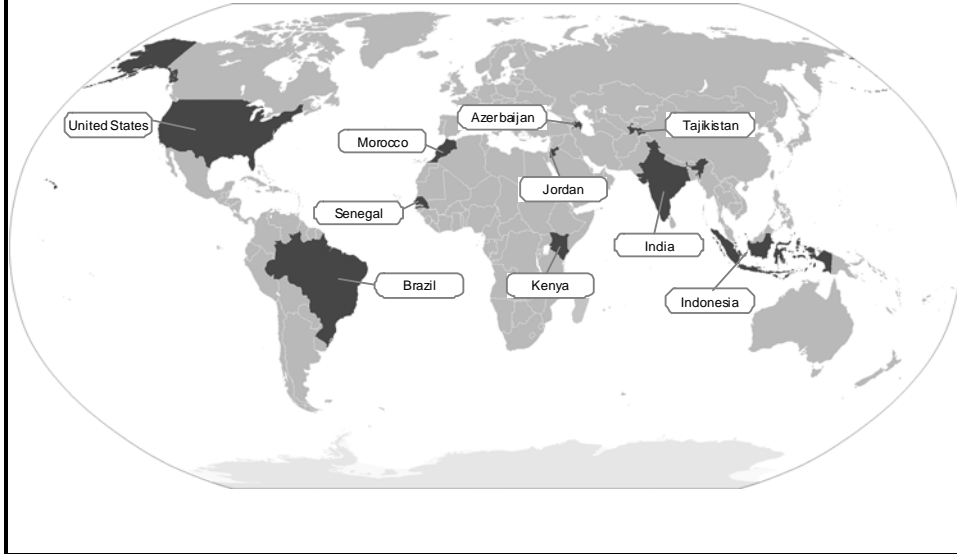 Azerbaijan
United States
Tajikistan
Morocco
Jordan
Senegal
India
Brazil
Kenya
Indonesia